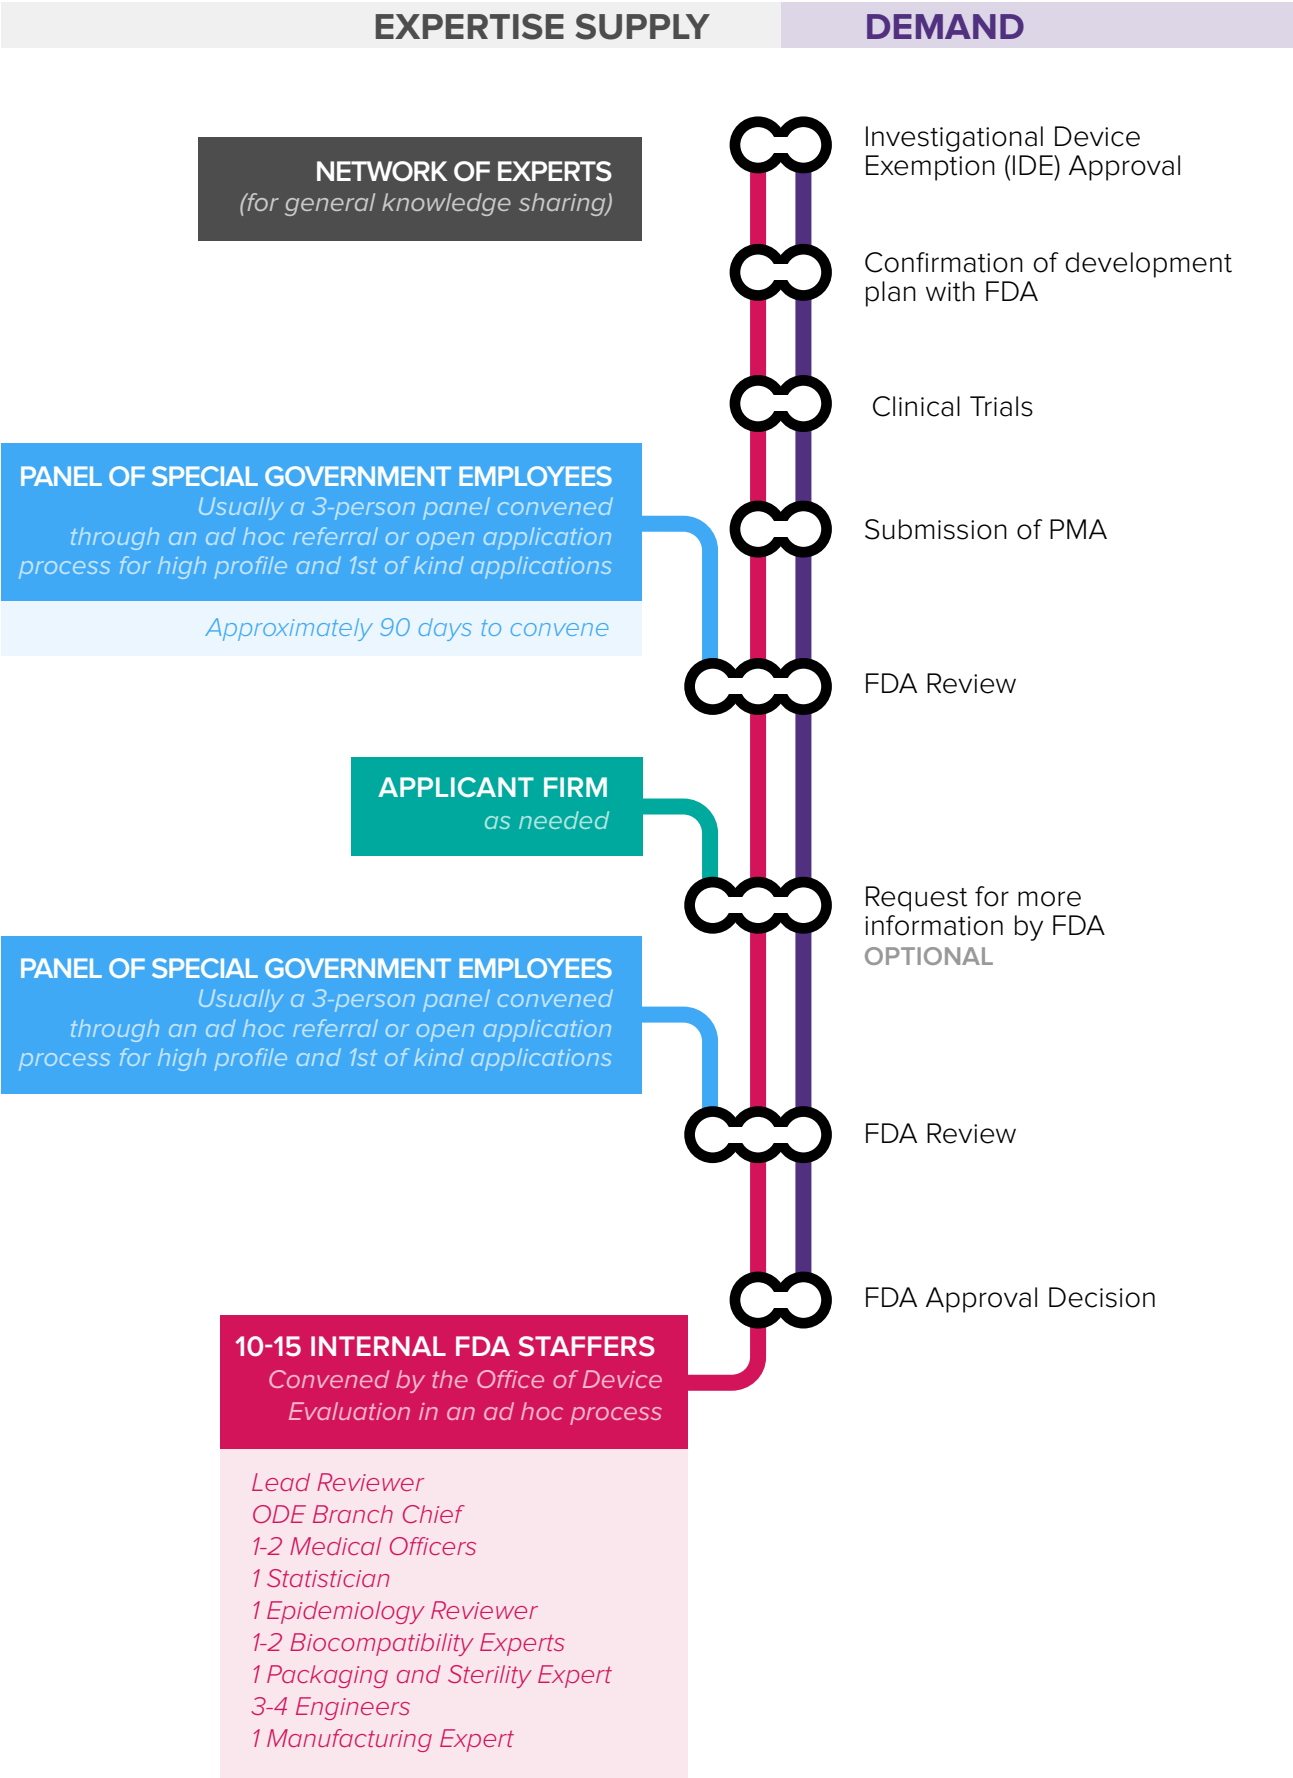 EXPERTISE SUPPLY
DEMAND
NETWORK OF EXPERTS
(for general knowledge sharing)
Investigational Device
Exemption (IDE) Approval
Confirmation of development
plan with FDA
Clinical Trials
PANEL OF SPECIAL GOVERNMENT EMPLOYEES
Usually a 3-person panel convened
through an ad hoc referral or open application
process for high profile and 1st of kind applications
Approximately 90 days to convene
Submission of PMA
FDA Review
APPLICANT FIRM
as needed
Request for more
information by FDA
OPTIONAL
PANEL OF SPECIAL GOVERNMENT EMPLOYEES
Usually a 3-person panel convened
through an ad hoc referral or open application
process for high profile and 1st of kind applications
FDA Review
FDA Approval Decision
10-15 INTERNAL FDA STAFFERS
Convened by the Office of Device
Evaluation in an ad hoc process
Lead Reviewer
ODE Branch Chief
1-2 Medical Officers
1 Statistician
1 Epidemiology Reviewer
1-2 Biocompatibility Experts
1 Packaging and Sterility Expert
3-4 Engineers
1 Manufacturing Expert